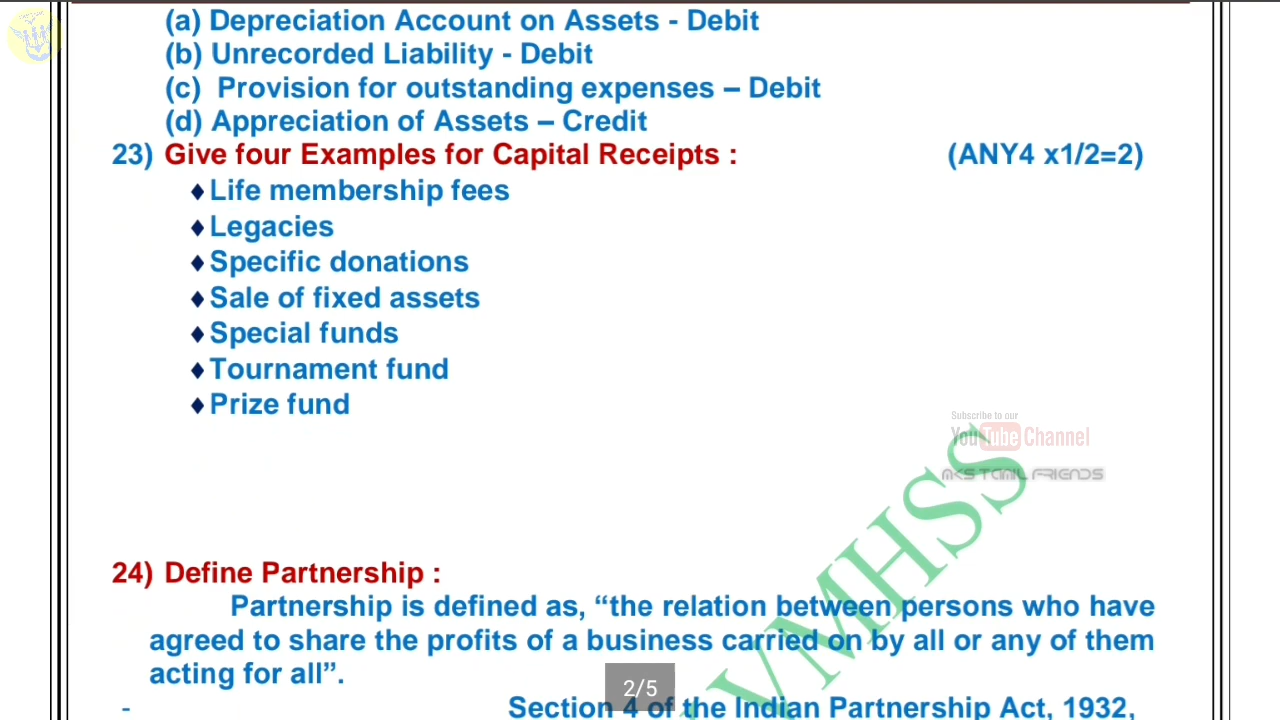 (a) Depreciation Account on Assets - Debit
(b) Unrecorded Liability - Debit
(c) Provision for outstanding expenses – Debit
(d) Appreciation of Assets – Credit
23) Give four Examples for Capital Receipts : (ANY4 x1/2=2)
♦Life membership fees
♦Legacies
♦Specific donations
♦Sale of fixed assets
♦Special funds
♦Tournament fund
♦Prize fund
Subscribe to our
YouTube Channel
MKS TAMIL FRIENDS
VMHSS
24) Define Partnership :
Partnership is defined as, “the relation between persons who have
agreed to share the profits of a business carried on by all or any of them
acting for all”.
2/5
- Section 4 of the Indian Partnership Act, 1932,